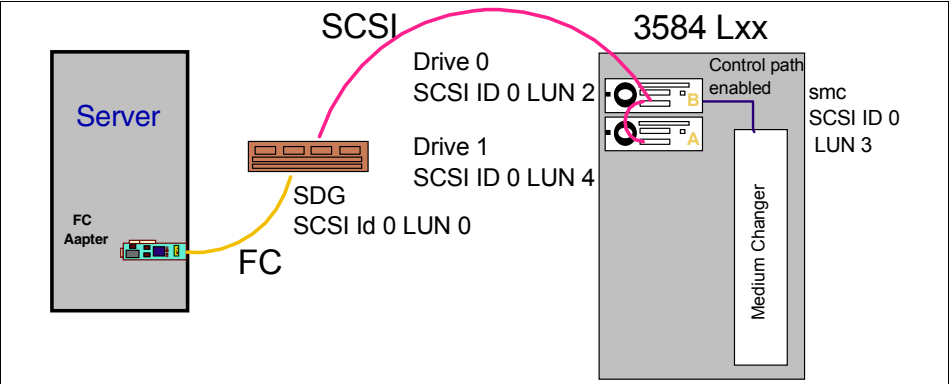 SCSI
3584 Lxx
Server
Drive 0
SCSI ID 0 LUN 2
Drive 1
SCSI ID 0 LUN 4
Control path
enabled
B
A
smc
SCSI ID 0
LUN 3
SDG
SCSI Id 0 LUN 0
FC
Aapter
FC
Medium Changer